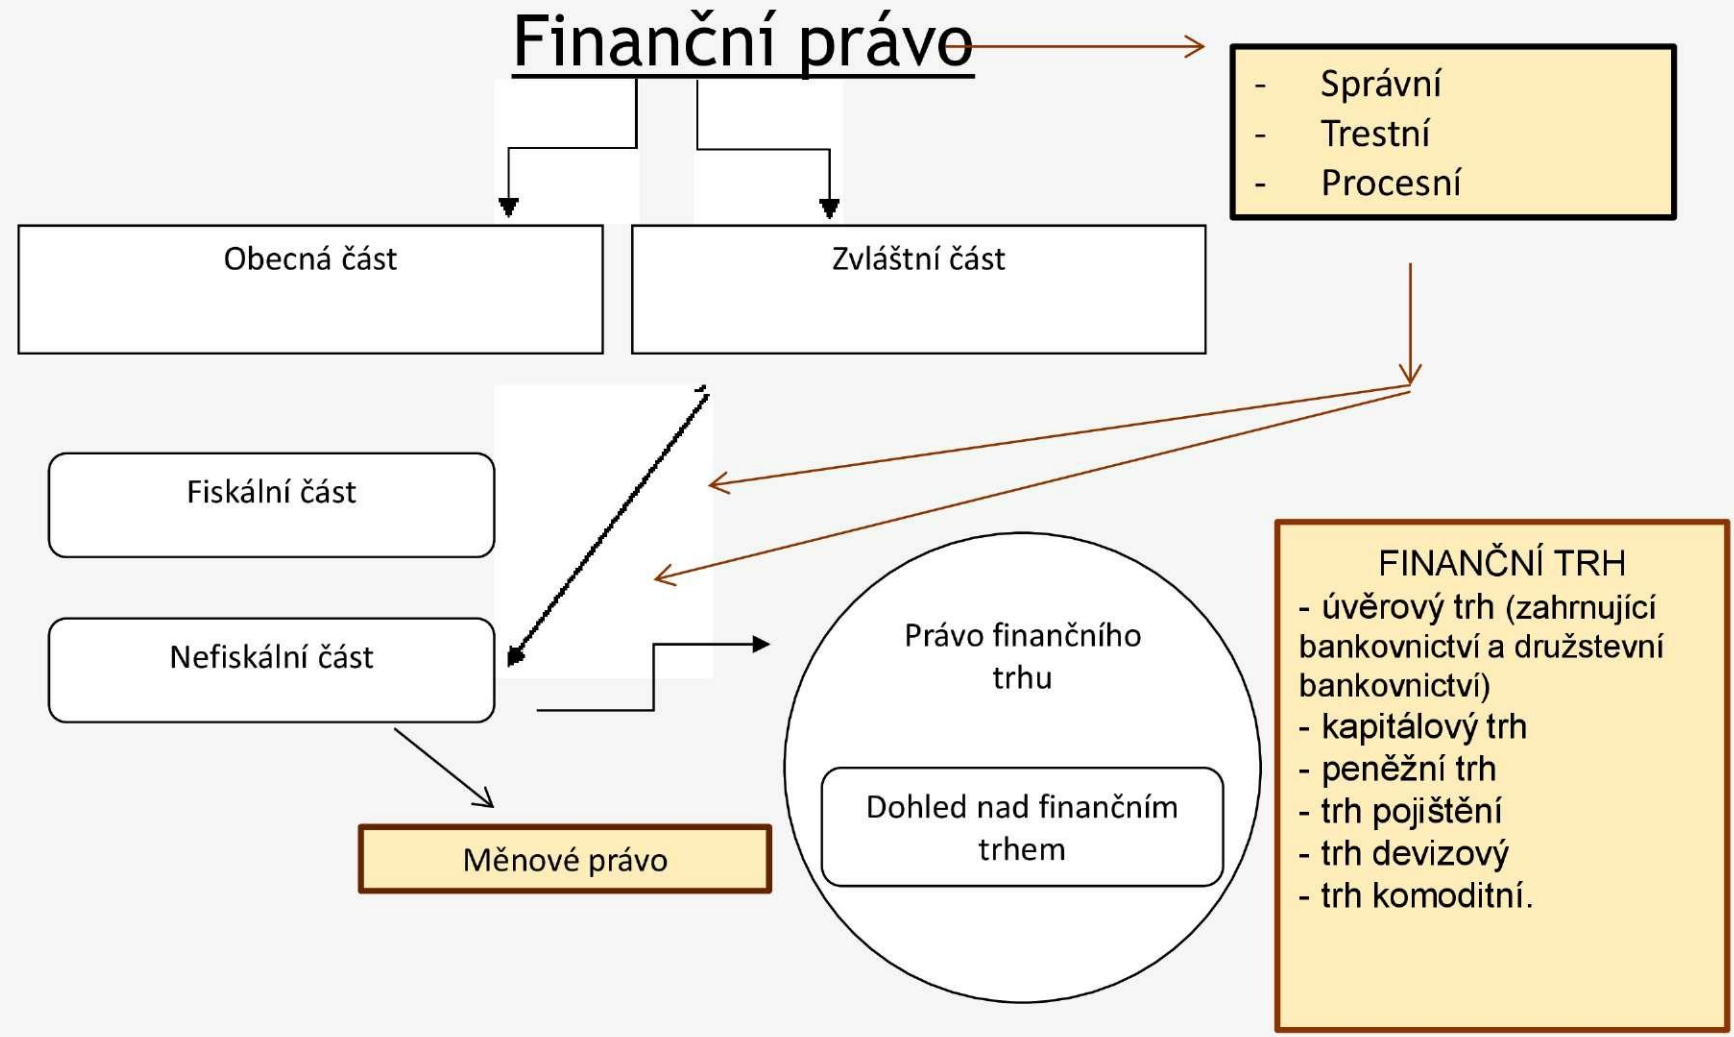 Finanční právo
- Správní
- Trestní
- Procesní
Obecná část
Zvláštní část
Fiskální část
Nefiskální část
Měnové právo
Právo finančního
trhu
Dohled nad finančním
trhem
FINANČNÍ TRH
- úvěrový trh (zahrnující
bankovnictví a družstevní
bankovnictví)
- kapitálový trh
- peněžní trh
- trh pojištění
- trh devizový
- trh komoditní.